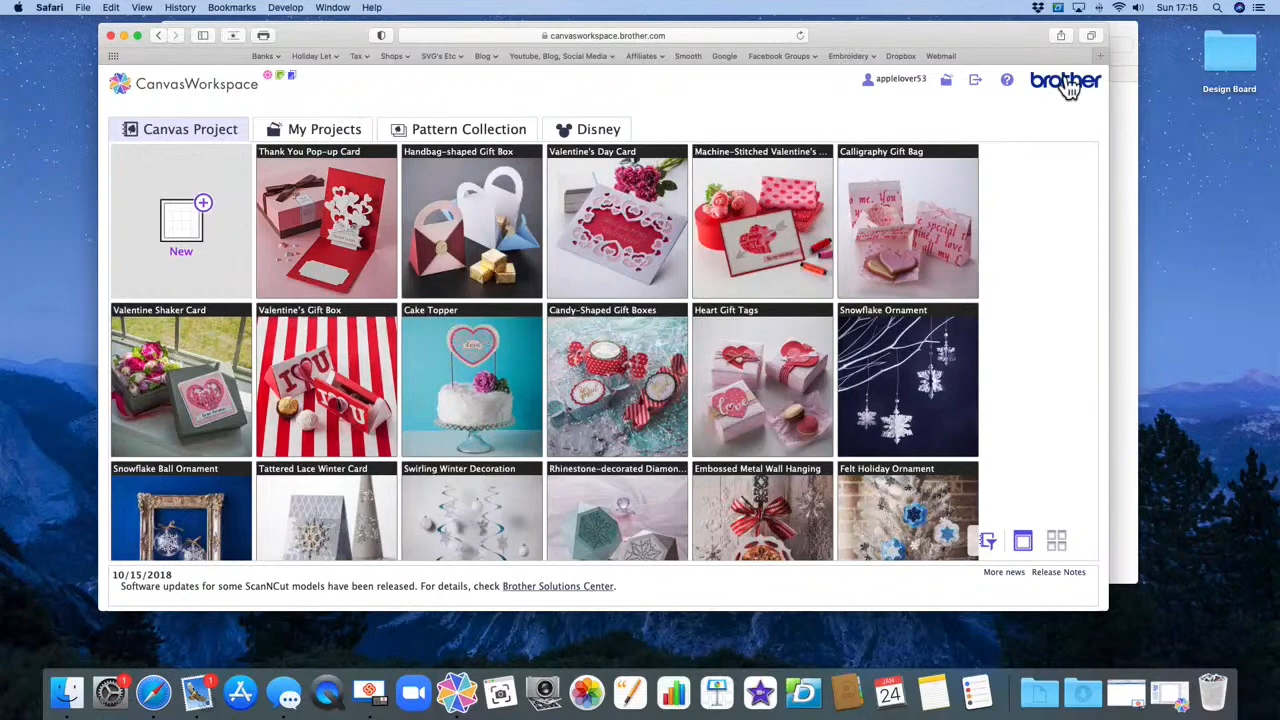 Safari File Edit View History Bookmarks Develop Window Help Sun 17:15
canvasworkspace.brother.com
Banks Holiday Let Tax Shops SVG's Etc Blog Youtube, Blog, Social Media Affiliates Smooth Google Facebook Groups Embroidery Dropbox Webmail
CanvasWorkspace applelover53 brother
Design Board
Canvas Project My Projects Pattern Collection Disney
New
Thank You Pop-up Card Handbag-shaped Gift Box Valentine's Day Card Machine-Stitched Valentine's ... Calligraphy Gift Bag
Valentine Shaker Card Valentine's Gift Box Cake Topper Candy-Shaped Gift Boxes Heart Gift Tags Snowflake Ornament
Snowflake Ball Ornament Tattered Lace Winter Card Swirling Winter Decoration Rhinestone-decorated Diamon... Embossed Metal Wall Hanging Felt Holiday Ornament
10/15/2018 More news Release Notes
Software updates for some ScanNCut models have been released. For details, check Brother Solutions Center.
1 1 JAN
24